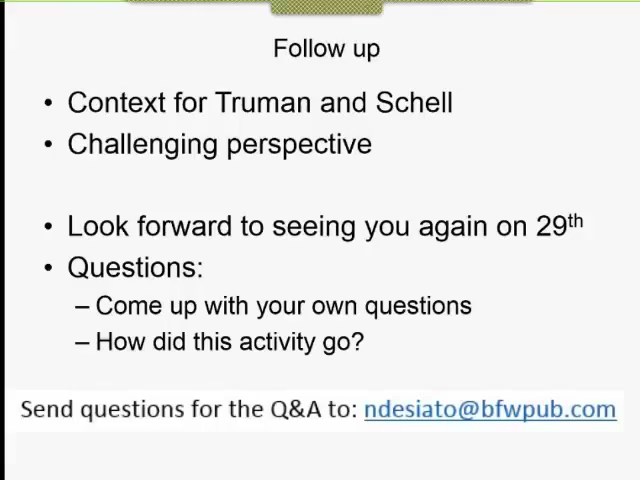 Follow up
• Context for Truman and Schell
• Challenging perspective
• Look forward to seeing you again on 29th
• Questions:
– Come up with your own questions
– How did this activity go?
Send questions for the Q&A to: ndesiato@bfwpub.com